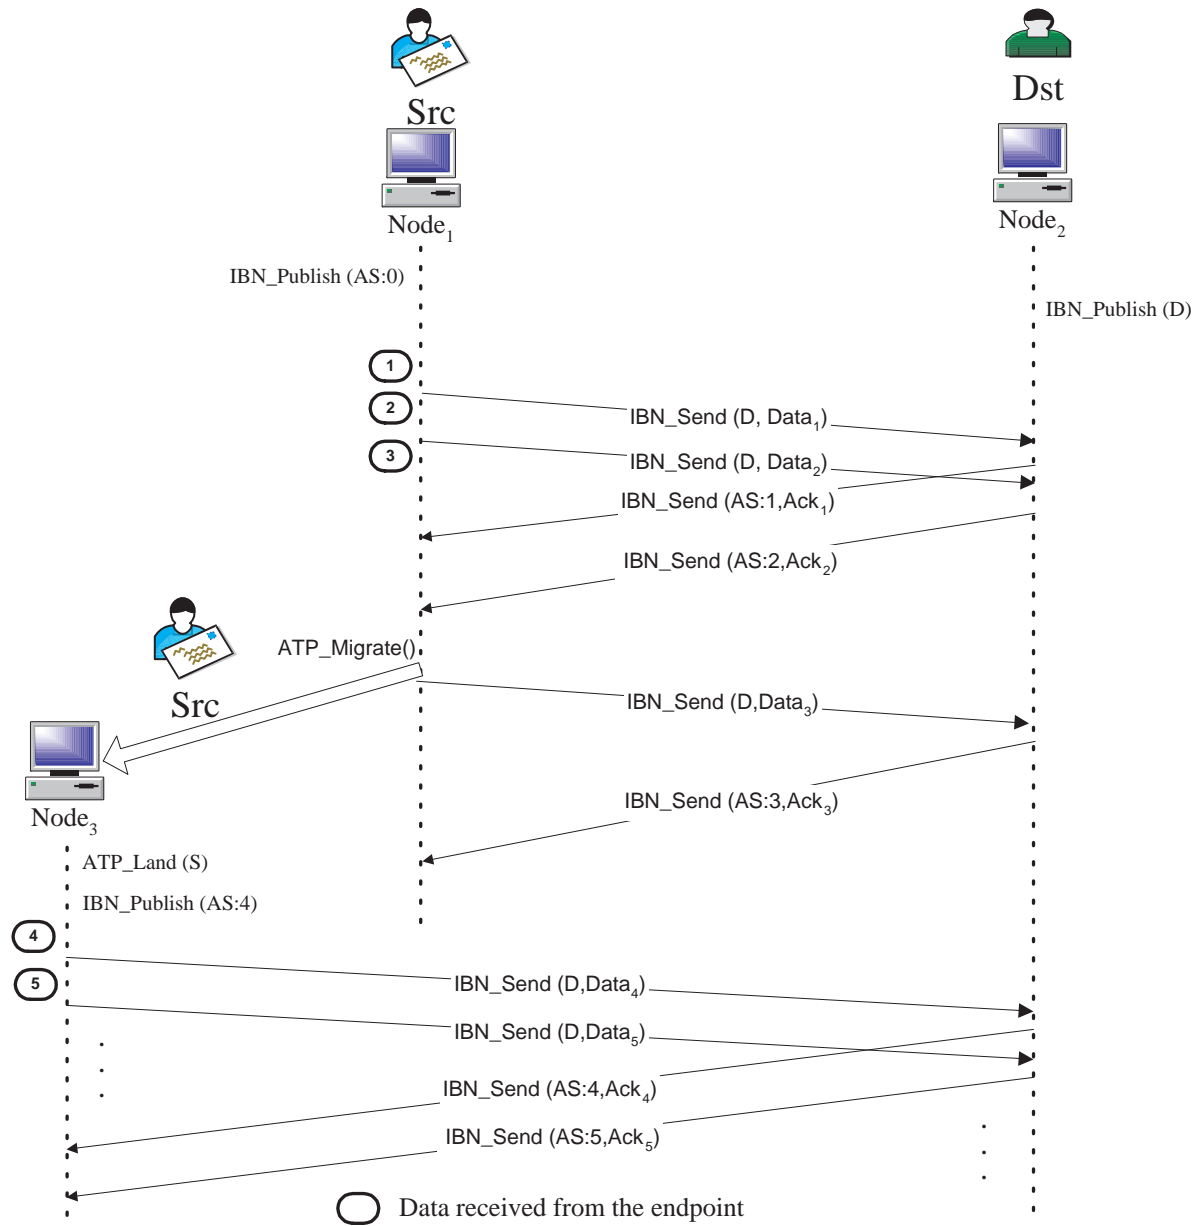 Src
Dst
Node1
Node2
IBN_Publish (AS:0)
IBN_Publish (D)
1
2
IBN_Send (D, Data1)
3
IBN_Send (D, Data2)
IBN_Send (AS:1,Ack1)
IBN_Send (AS:2,Ack2)
ATP_Migrate()
Src
IBN_Send (D,Data3)
IBN_Send (AS:3,Ack3)
Node3
ATP_Land (S)
IBN_Publish (AS:4)
4
5
IBN_Send (D,Data4)
IBN_Send (D,Data5)
IBN_Send (AS:4,Ack4)
IBN_Send (AS:5,Ack5)
Data received from the endpoint